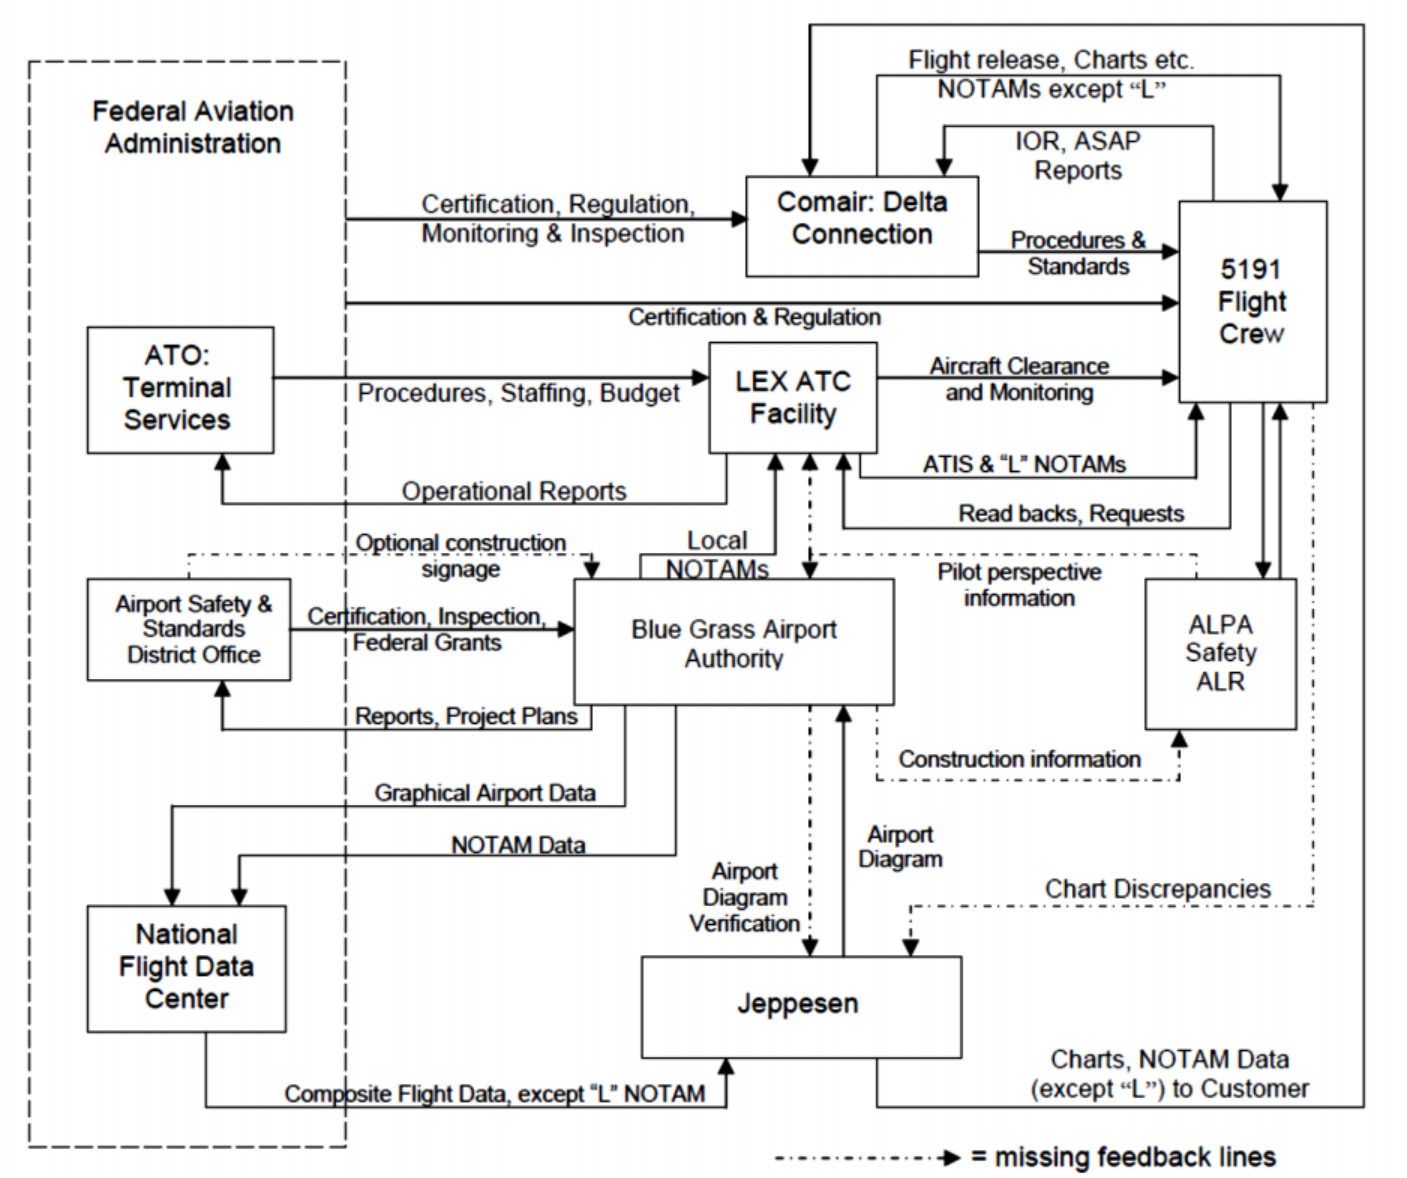 Federal Aviation
Administration
Flight release, Charts etc.
NOTAMs except “L”
IOR, ASAP
Reports
Certification, Regulation,
Monitoring & Inspection
Comair: Delta
Connection
Procedures &
Standards
5191
Flight
Crew
Certification & Regulation
ATO:
Terminal
Services
Procedures, Staffing, Budget
LEX ATC
Facility
Aircraft Clearance
and Monitoring
ATIS & “L” NOTAMs
Operational Reports
Read backs, Requests
Optional construction
signage
Local
NOTAMs
Pilot perspective
information
Airport Safety &
Standards
District Office
Certification, Inspection,
Federal Grants
Blue Grass Airport
Authority
ALPA
Safety
ALR
Reports, Project Plans
Construction information
Graphical Airport Data
NOTAM Data
Airport
Diagram
Airport
Diagram
Verification
Chart Discrepancies
National
Flight Data
Center
Jeppesen
Composite Flight Data, except “L” NOTAM
Charts, NOTAM Data
(except “L”) to Customer
= missing feedback lines